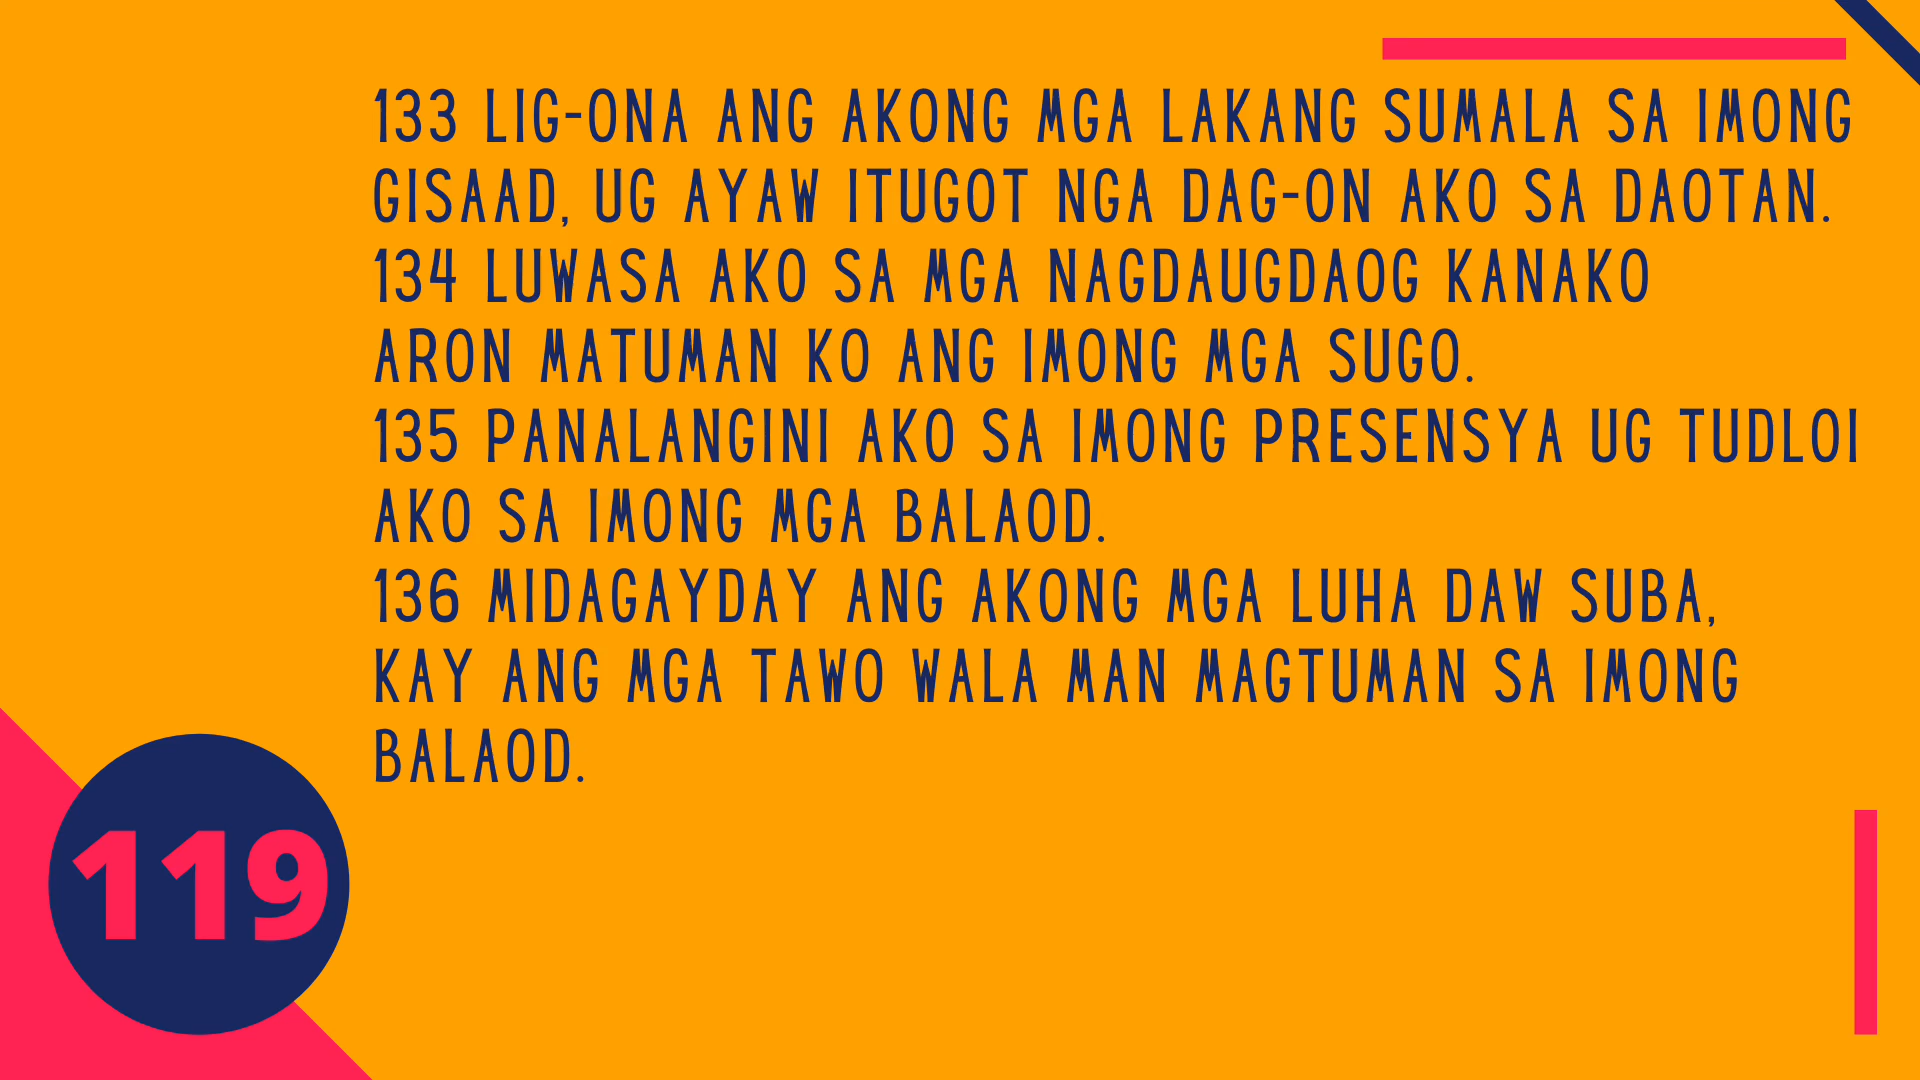 133 LIG-ONA ANG AKONG MGA LAKANG SUMALA SA IMONG
GISAAD, UG AYAW ITUGOT NGA DAG-ON AKO SA DAOTAN.
134 LUWASA AKO SA MGA NAGDAUGDAOG KANAKO
ARON MATUMAN KO ANG IMONG MGA SUGO.
135 PANALANGINI AKO SA IMONG PRESENSYA UG TUDLOI
AKO SA IMONG MGA BALAOD.
136 MIDAGAYDAY ANG AKONG MGA LUHA DAW SUBA,
KAY ANG MGA TAWO WALA MAN MAGTUMAN SA IMONG
BALAOD.
119